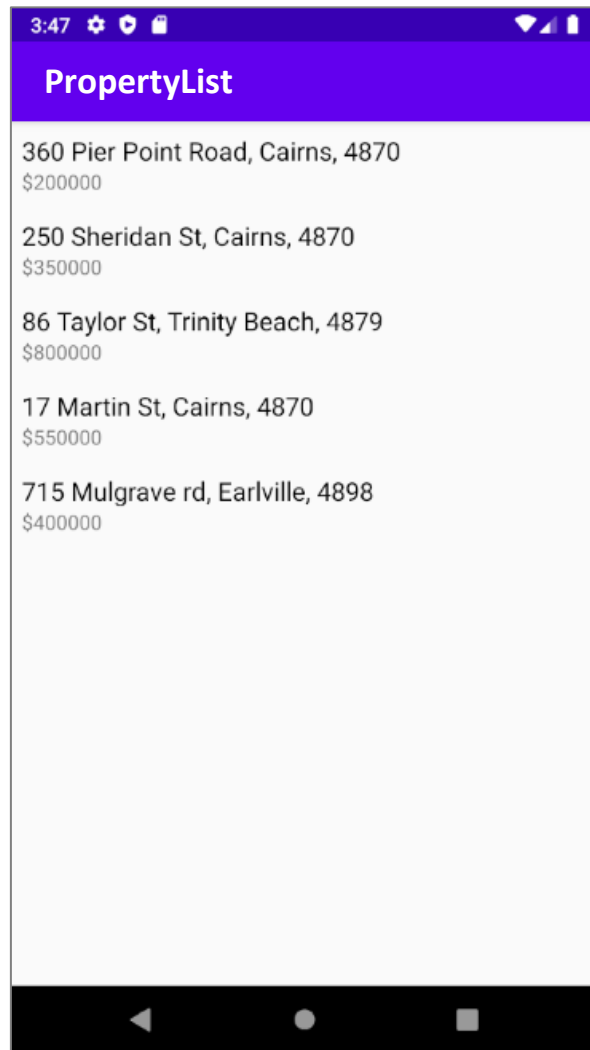 3:47
PropertyList
360 Pier Point Road, Cairns, 4870
$200000
250 Sheridan St, Cairns, 4870
$350000
86 Taylor St, Trinity Beach, 4879
$800000
17 Martin St, Cairns, 4870
$550000
715 Mulgrave rd, Earlville, 4898
$400000